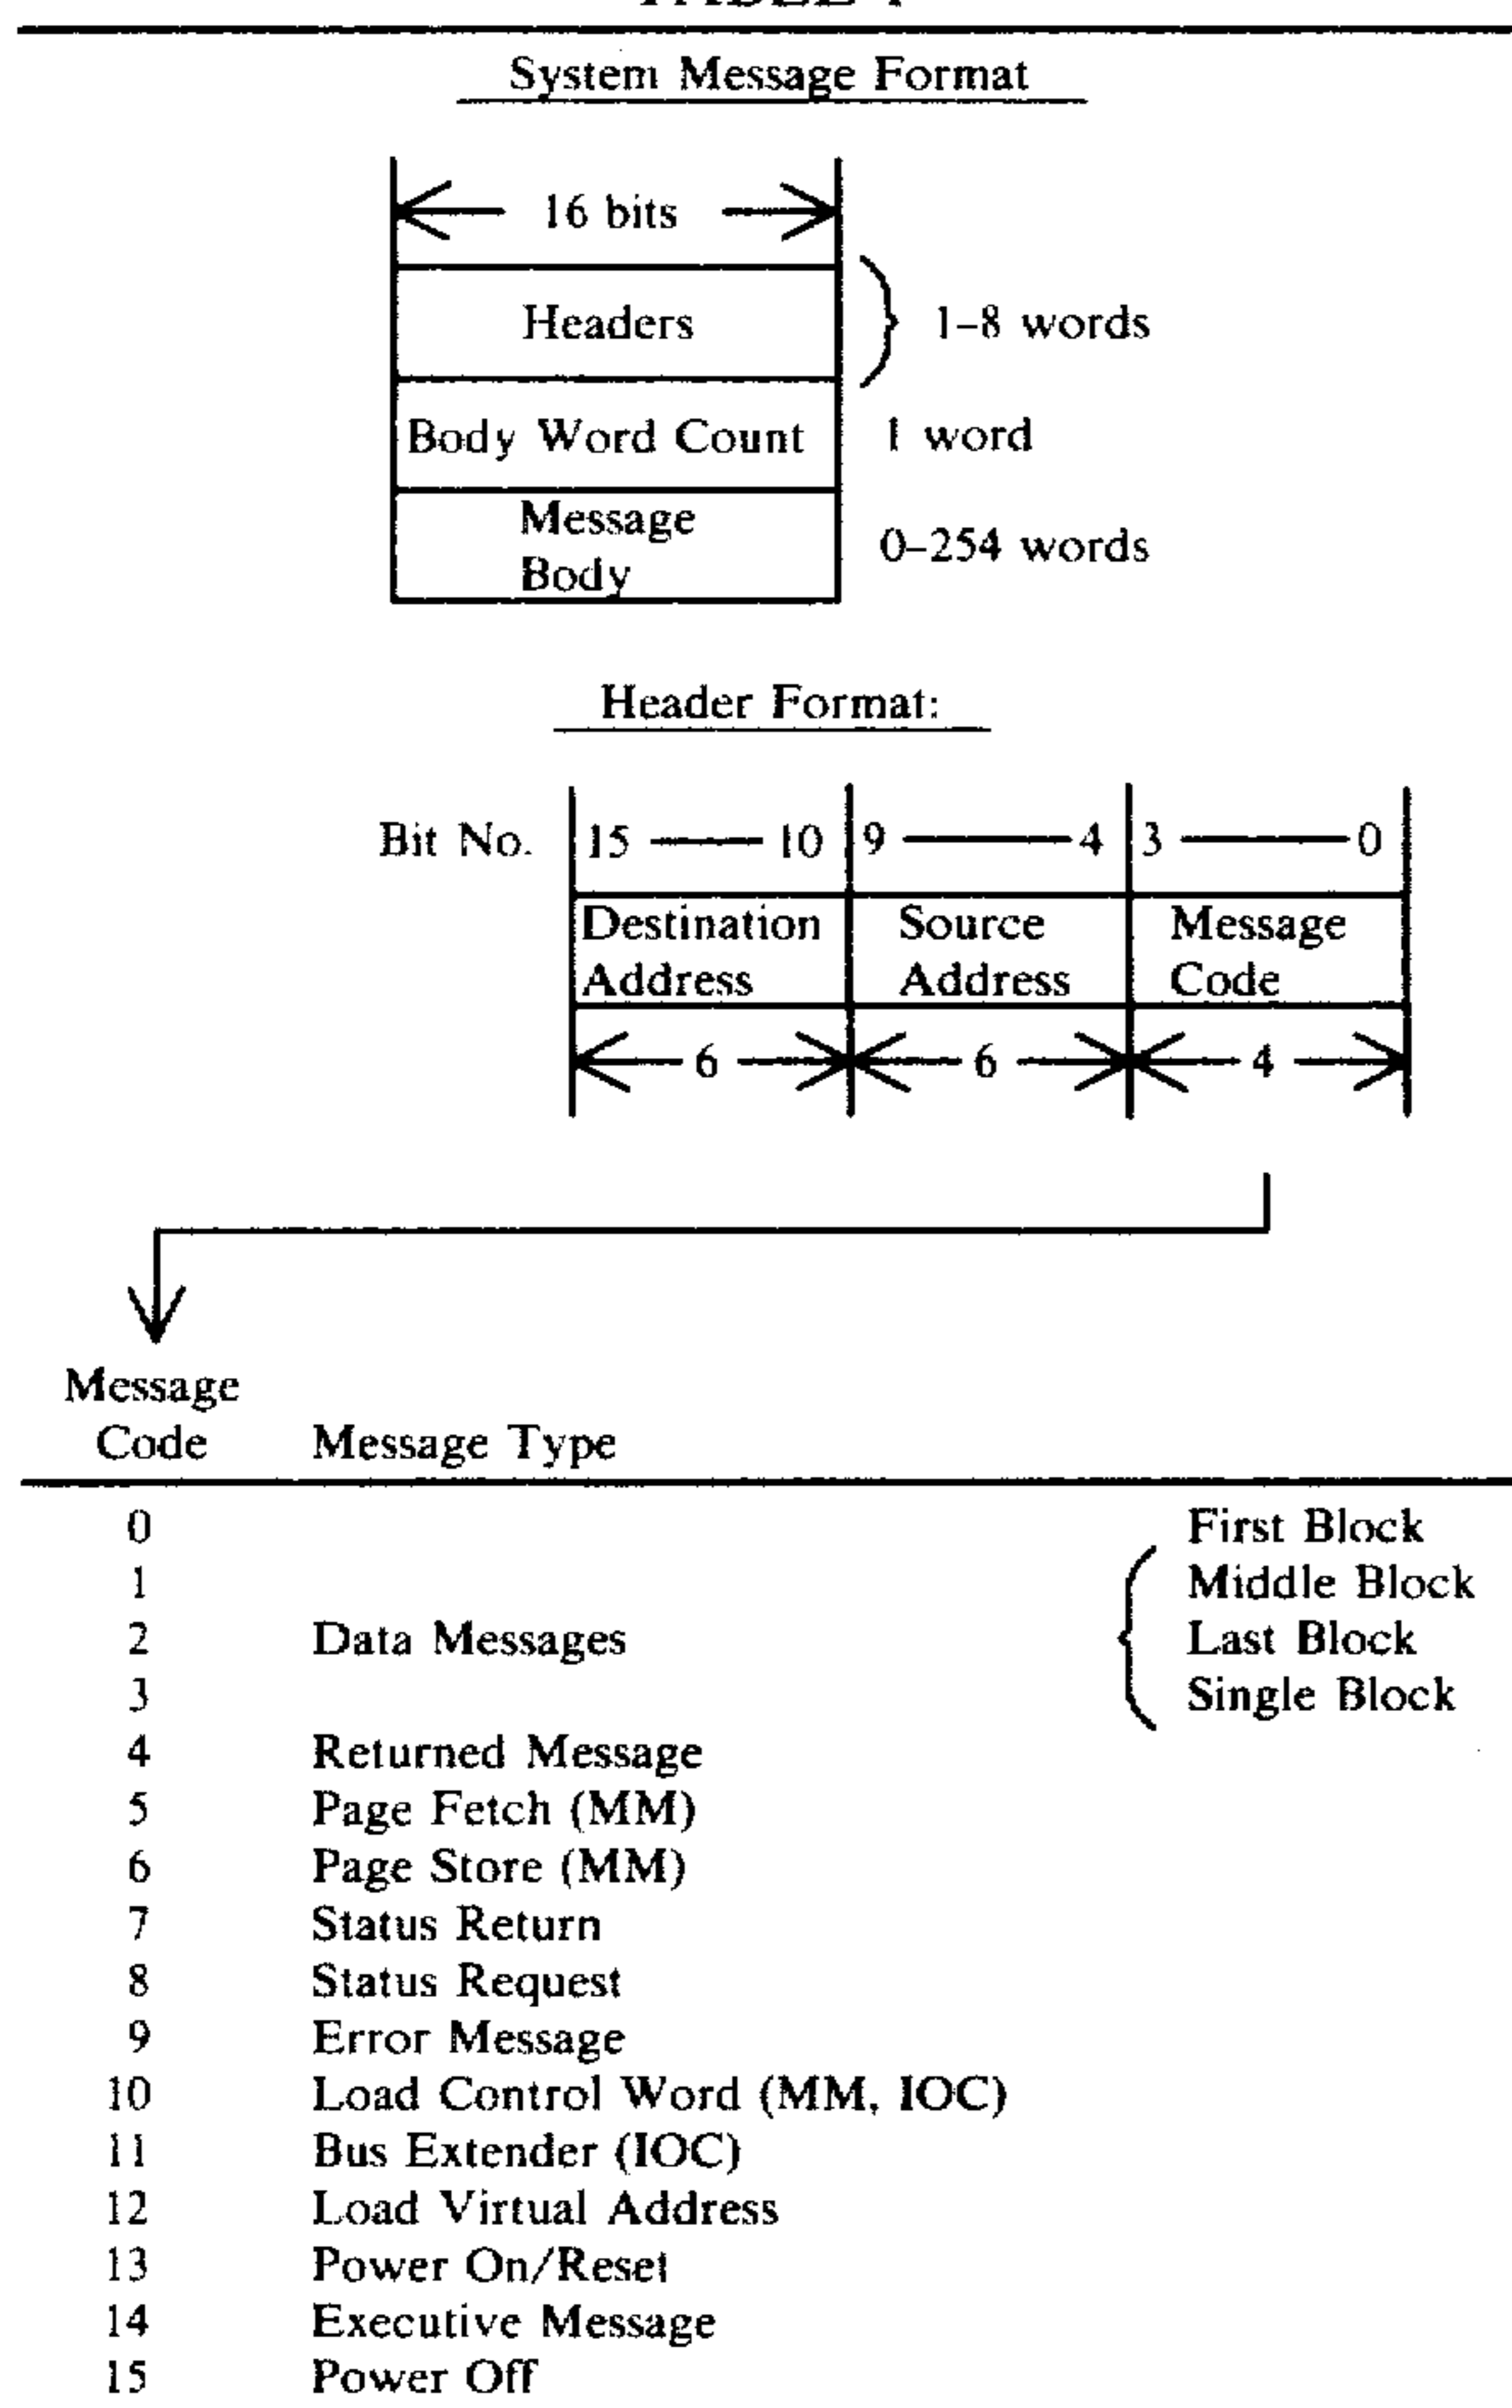 System Message Format
16 bits
Headers 1–8 words
Body Word Count 1 word
Message
Body
0–254 words
Header Format:
Bit No. 15 10 9 4 3 0
Destination Source Message
Address Address Code
6 6 4
Message
Code Message Type
0 First Block
1 Middle Block
2 Data Messages Last Block
3 Single Block
4 Returned Message
5 Page Fetch (MM)
6 Page Store (MM)
7 Status Return
8 Status Request
9 Error Message
10 Load Control Word (MM, IOC)
11 Bus Extender (IOC)
12 Load Virtual Address
13 Power On/Reset
14 Executive Message
15 Power Off